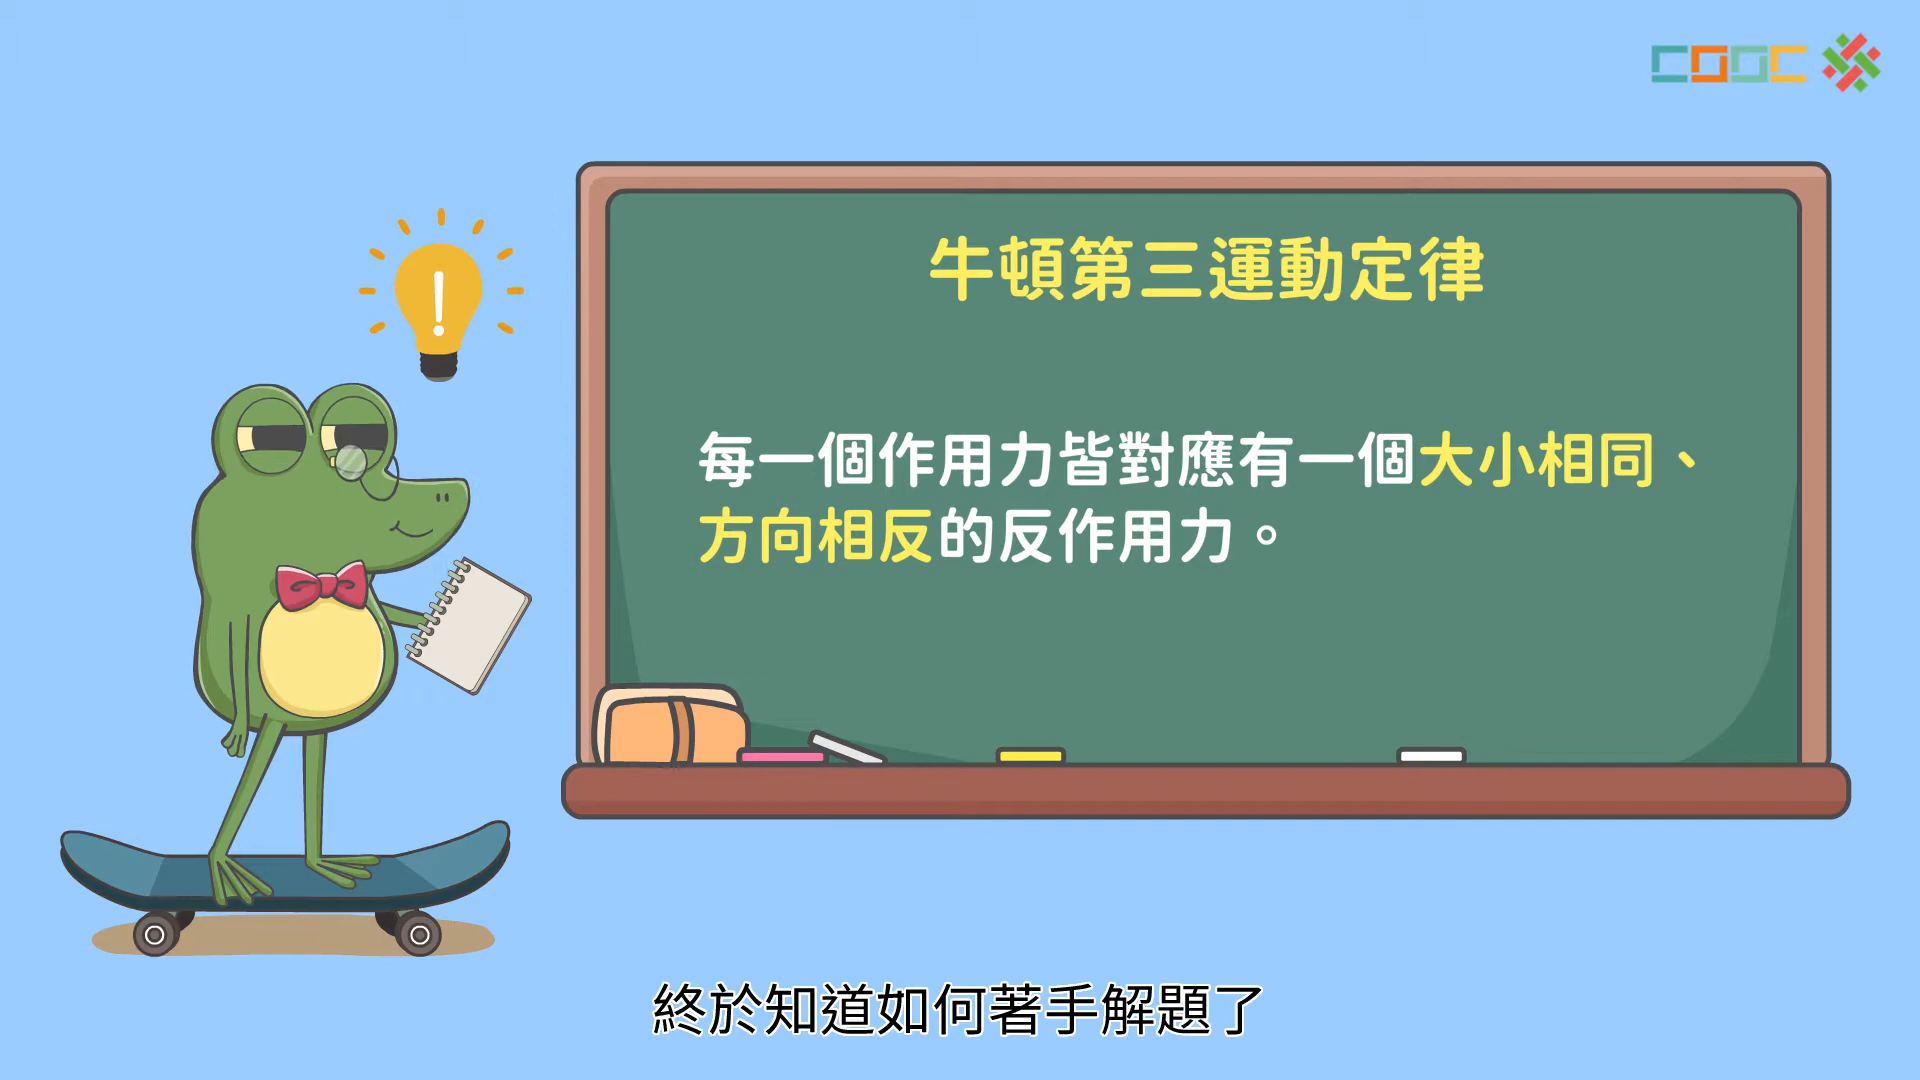 COOC
牛頓第三運動定律
每一個作用力皆對應有一個大小相同、
方向相反的反作用力。
終於知道如何著手解題了